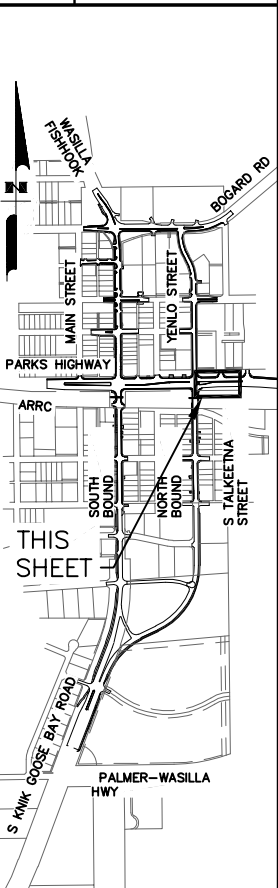 WASILLA
FISHHOOK
BOGARD RD
N
MAIN STREET
YENLO STREET
PARKS HIGHWAY
ARRC
SOUTH
BOUND
NORTH
BOUND
S TALKEETNA
STREET
THIS
SHEET
S KNIK GOOSE BAY ROAD
PALMER-WASILLA
HWY